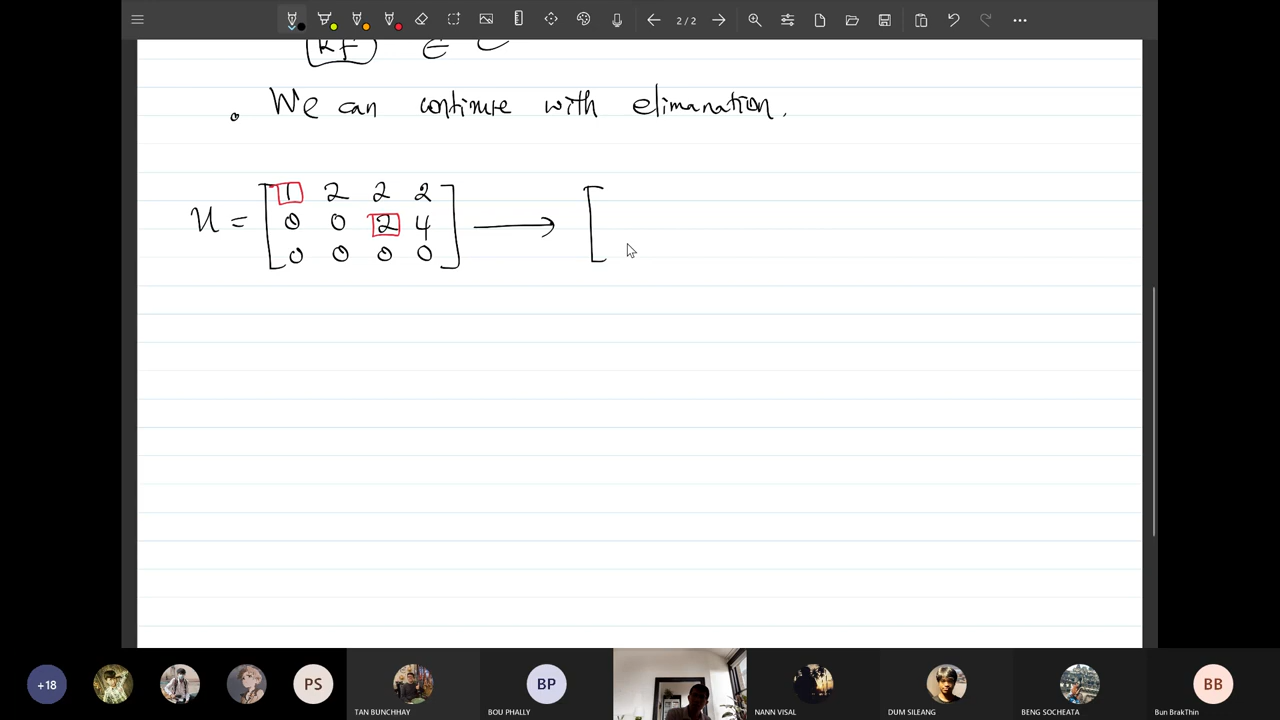 2/2
∈
We can continue with elimanation.
U = [1 2 2 2
0 0 2 4
0 0 0 0] → [
+18
PS
BP
BB
TAN BUNCHHAY
BOU PHALLY
NANN VISAL
DUM SILEANG
BENG SOCHEATA
Bun BrakThin